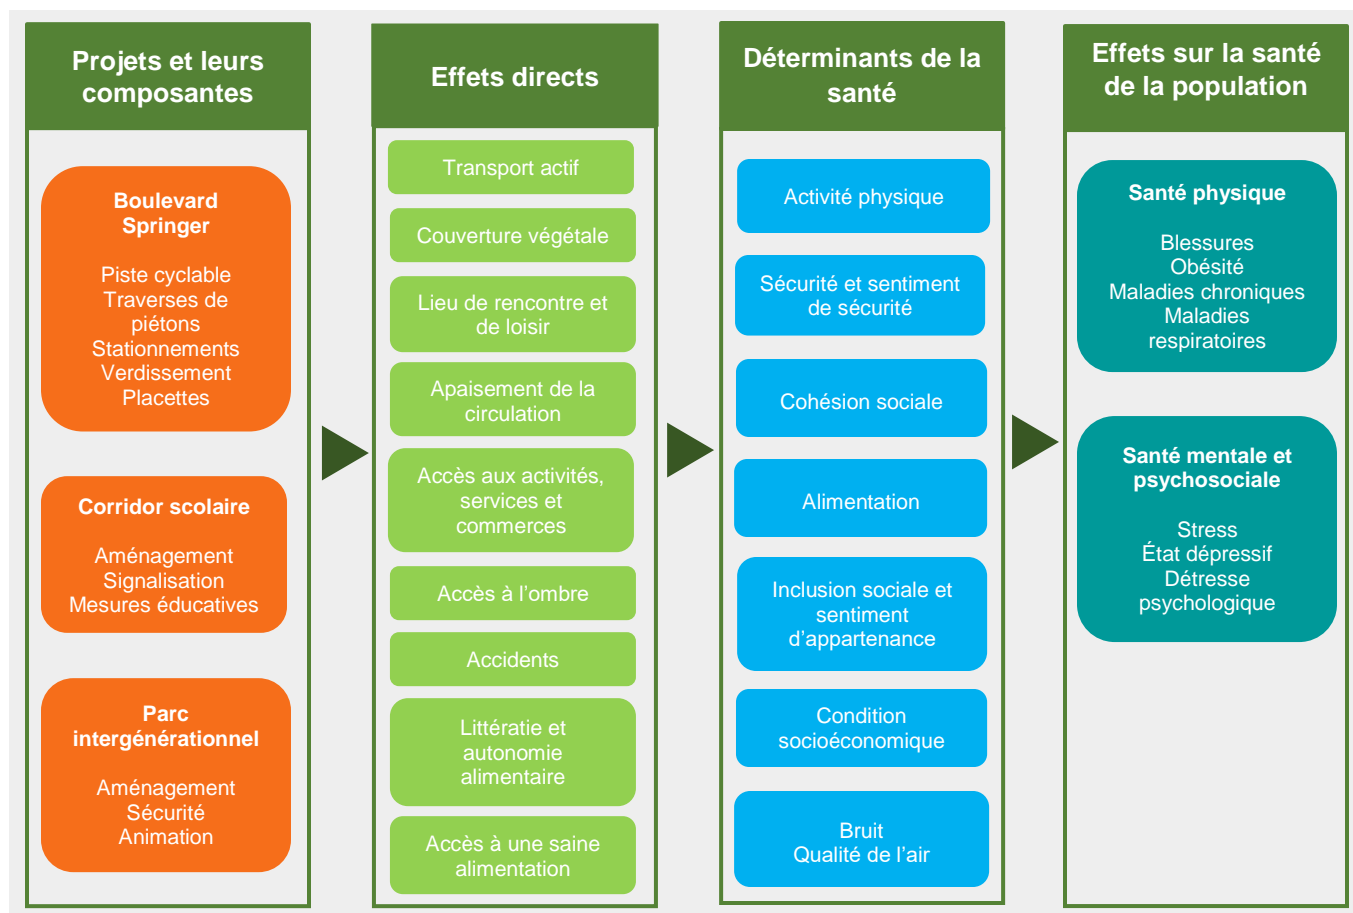 Projets et leurs
composantes
Boulevard
Springer
Piste cyclable
Traverses de
piétons
Stationnements
Verdissement
Placettes
Corridor scolaire
Aménagement
Signalisation
Mesures éducatives
Parc
intergénérationnel
Aménagement
Sécurité
Animation
Effets directs
Transport actif
Couverture végétale
Lieu de rencontre et
de loisir
Apaisement de la
circulation
Accès aux activités,
services et
commerces
Accès à l'ombre
Accidents
Littératie et
autonomie
alimentaire
Accès à une saine
alimentation
Déterminants de la
santé
Activité physique
Sécurité et sentiment
de sécurité
Cohésion sociale
Alimentation
Inclusion sociale et
sentiment
d'appartenance
Condition
socioéconomique
Bruit
Qualité de l'air
Effets sur la santé
de la population
Santé physique
Blessures
Obésité
Maladies chroniques
Maladies
respiratoires
Santé mentale et
psychosociale
Stress
État dépressif
Détresse
psychologique